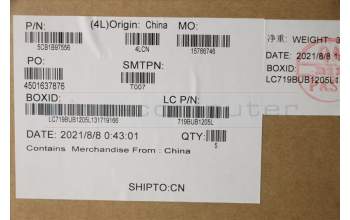 P/N:
(4L)Origin: China
MO:
5CB1B97556
4LCN
15786746
PO:
SMTPN:
4501637876
T007
BOXID:
LC P/N:
LC719BUB1205L131719166
719BUB1205L
DATE: 2021/8/8 0:43:01
QTY:
5
Contains Merchandise From : China
SHIPTO:CN
净重: WEIGHT
DATE: 2021/8/8
BOXID:
LC719BUB1205L
PAS